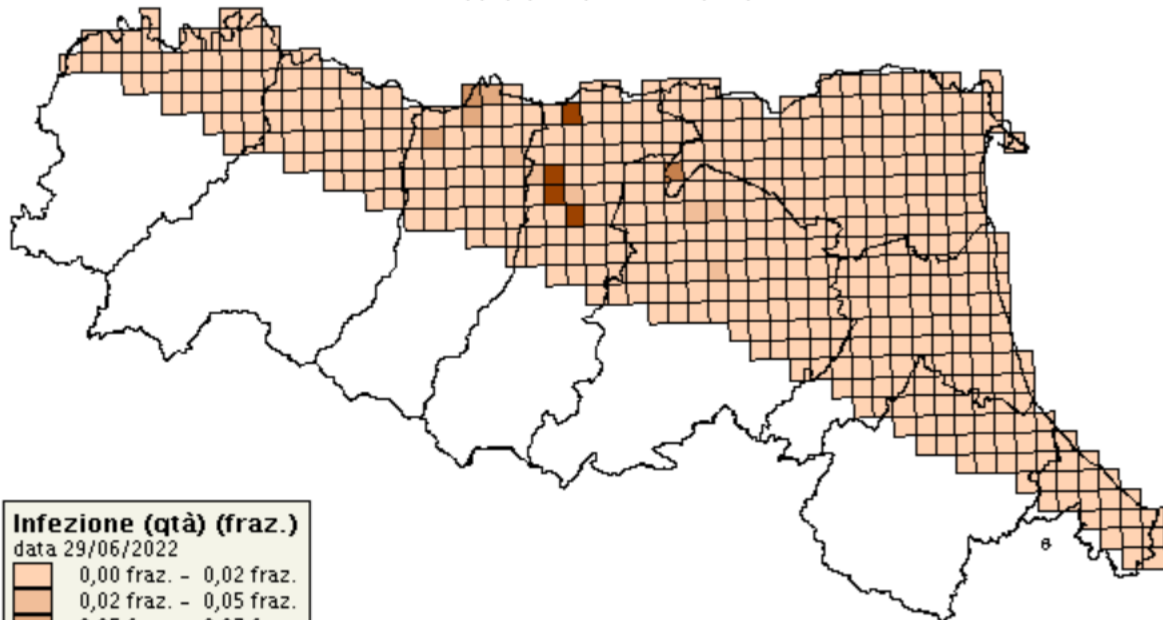 Infezione (qtà) (fraz.)
data 29/06/2022
0,00 fraz. - 0,02 fraz.
0,02 fraz. - 0,05 fraz.